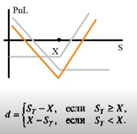 PnL
X
S
d = { S_T − X, если S_T ≥ X,
X − S_T, если S_T < X.